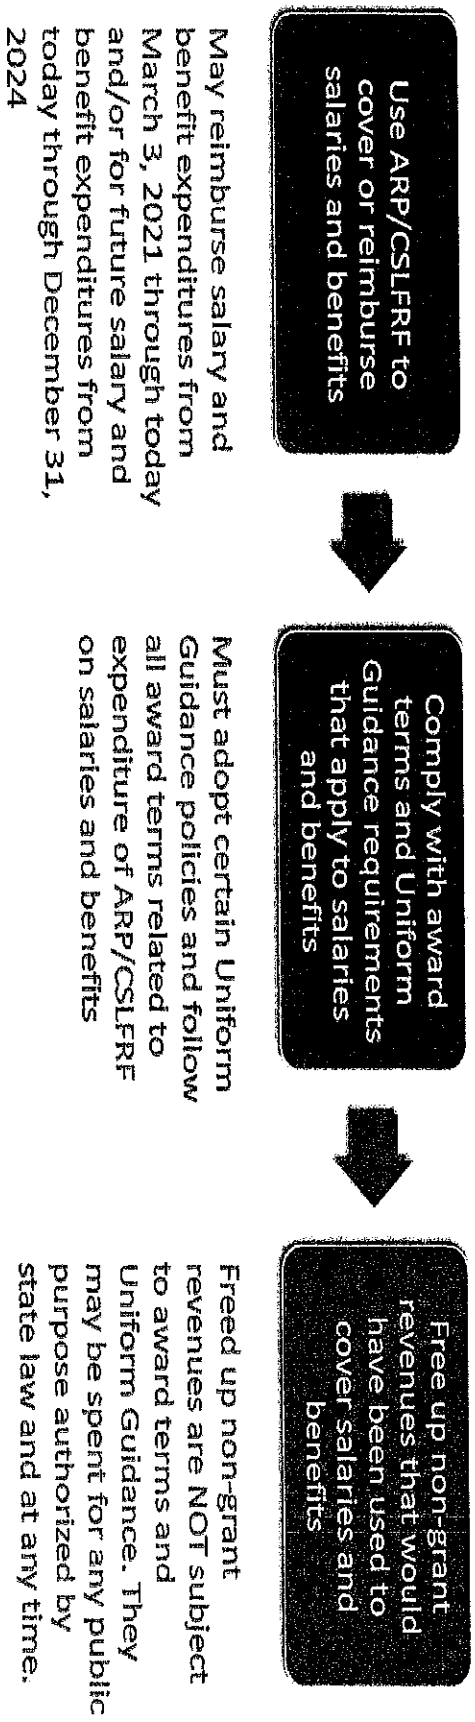 Use ARP/CSLFRF to
cover or reimburse
salaries and benefits
May reimburse salary and
benefit expenditures from
March 3, 2021 through today
and/or for future salary and
benefit expenditures from
today through December 31,
2024
Comply with award
terms and Uniform
Guidance requirements
that apply to salaries
and benefits
Must adopt certain Uniform
Guidance policies and follow
all award terms related to
expenditure of ARP/CSLFRF
on salaries and benefits
Free up non-grant
revenues that would
have been used to
cover salaries and
benefits
Freed up non-grant
revenues are NOT subject
to award terms and
Uniform Guidance. They
may be spent for any public
purpose authorized by
state law and at any time.